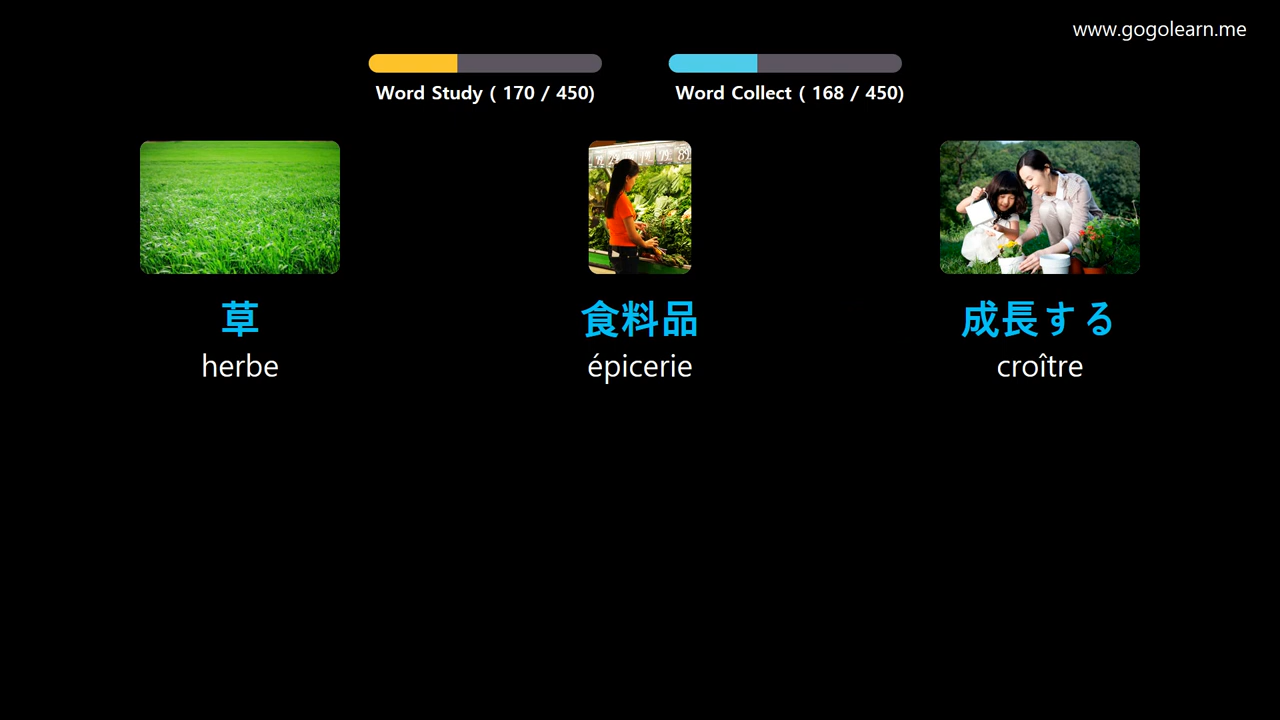 www.gogolearn.me
Word Study ( 170 / 450)
Word Collect ( 168 / 450)
草
herbe
食料品
épicerie
成長する
croître